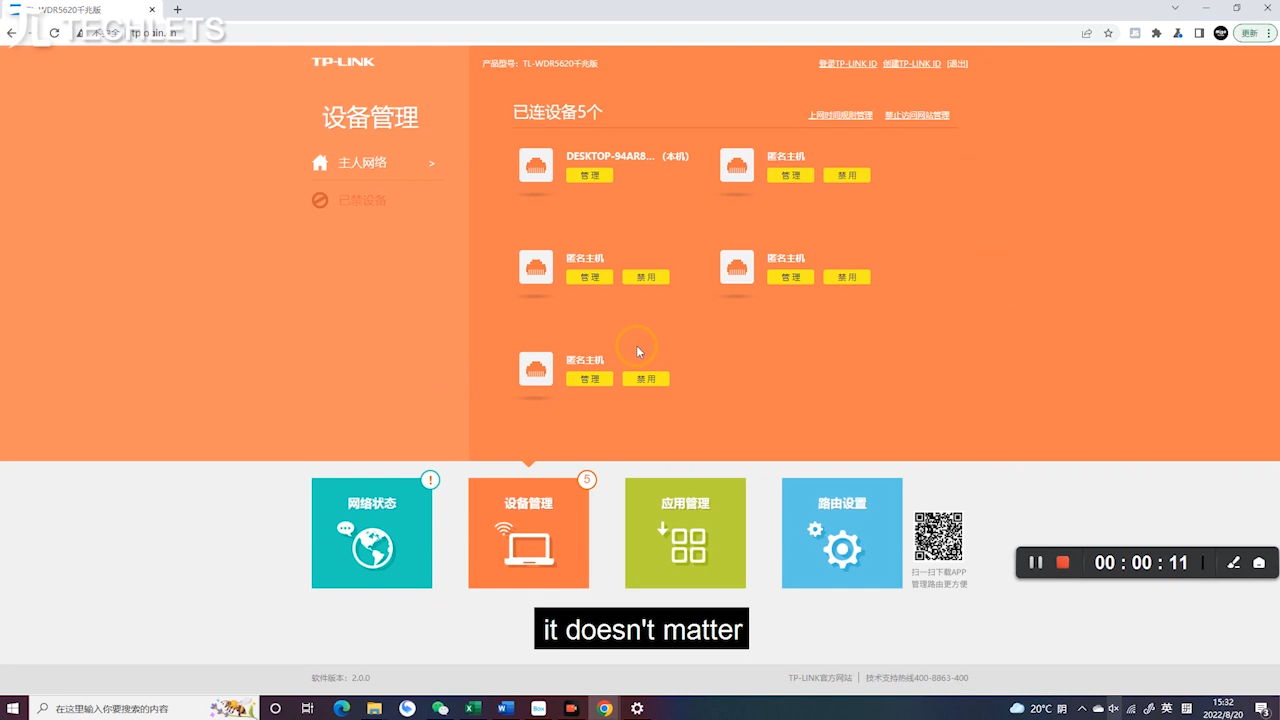 TL-WDR5620千兆版
TECHLETS
不安全
tplogin.cn
更新
TP-LINK
产品型号：TL-WDR5620千兆版
登录TP-LINK ID 创建TP-LINK ID [退出]
设备管理
主人网络 >
已禁设备
已连设备5个
上网时间规则管理 禁止访问网站管理
DESKTOP-94AR8... (本机)
管理
匿名主机
管理 禁用
匿名主机
管理 禁用
匿名主机
管理 禁用
匿名主机
管理 禁用
网络状态 !
设备管理 5
应用管理
路由设置
扫一扫下载APP
管理路由更方便
00:00:11
it doesn't matter
软件版本：2.0.0
TP-LINK官方网站 | 技术支持热线400-8863-400
在这里输入你要搜索的内容
Box
20°C 阴
英
拼
15:32
2022/8/20